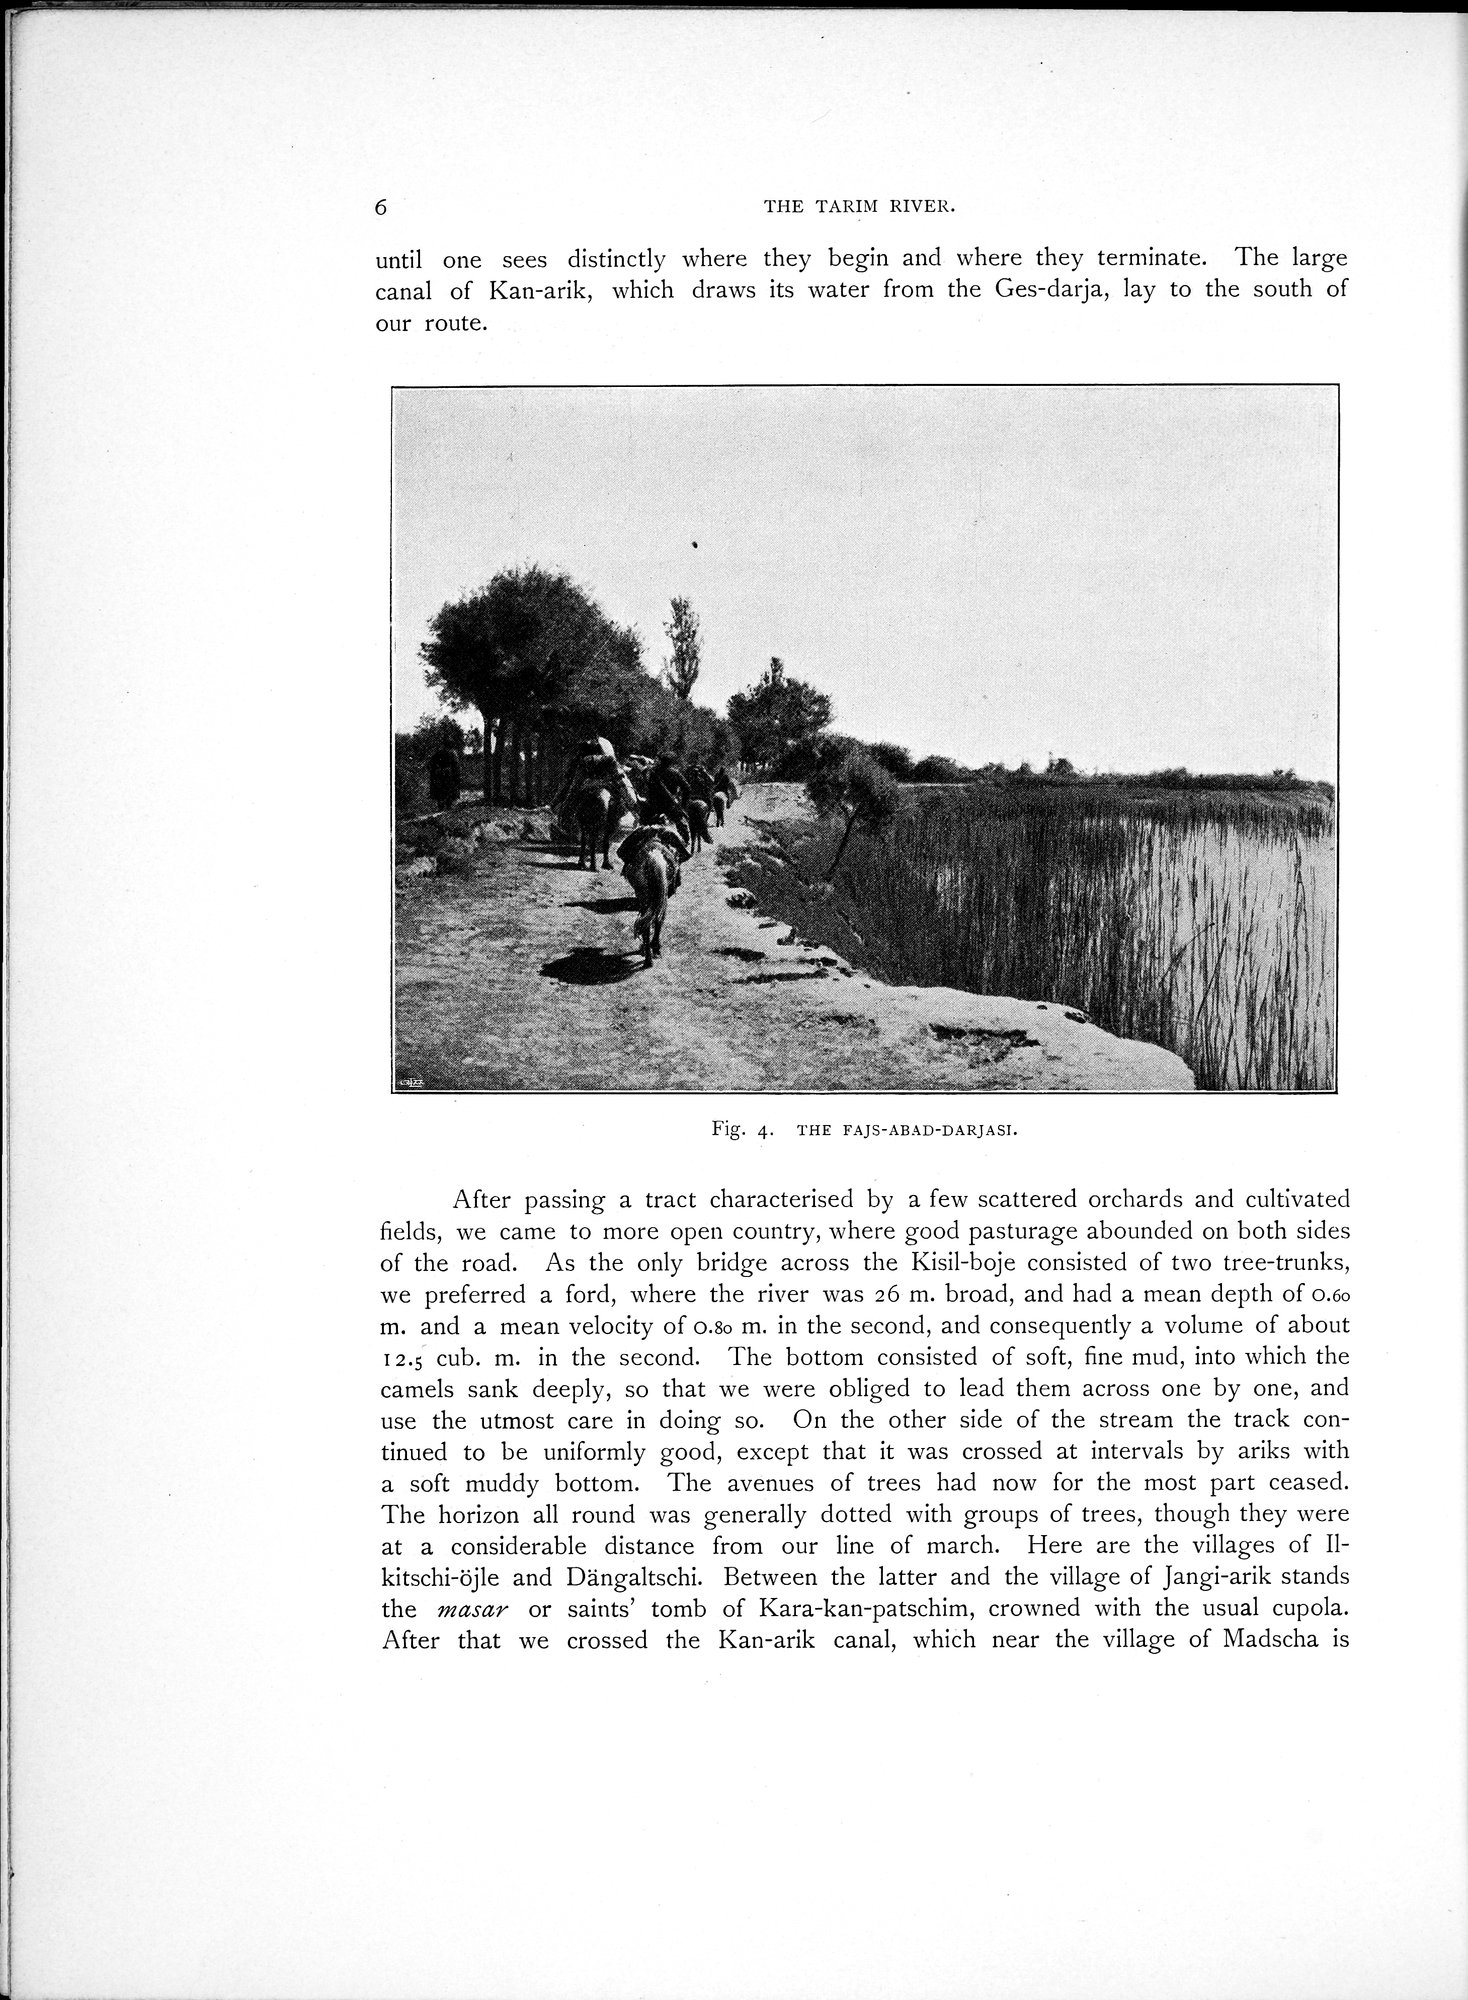 6
THE TARIM RIVER.
until one sees distinctly where they begin and where they terminate. The large
canal of Kan-arik, which draws its water from the Ges-darja, lay to the south of
our route.
Fig. 4. THE FAJS-ABAD-DARJASI.
After passing a tract characterised by a few scattered orchards and cultivated
fields, we came to more open country, where good pasturage abounded on both sides
of the road. As the only bridge across the Kisil-boje consisted of two tree-trunks,
we preferred a ford, where the river was 26 m. broad, and had a mean depth of 0.60
m. and a mean velocity of 0.80 m. in the second, and consequently a volume of about
12.5 cub. m. in the second. The bottom consisted of soft, fine mud, into which the
camels sank deeply, so that we were obliged to lead them across one by one, and
use the utmost care in doing so. On the other side of the stream the track con-
tinued to be uniformly good, except that it was crossed at intervals by ariks with
a soft muddy bottom. The avenues of trees had now for the most part ceased.
The horizon all round was generally dotted with groups of trees, though they were
at a considerable distance from our line of march. Here are the villages of Il-
kitschi-öjle and Dängaltschi. Between the latter and the village of Jangi-arik stands
the masar or saints' tomb of Kara-kan-patschim, crowned with the usual cupola.
After that we crossed the Kan-arik canal, which near the village of Madscha is